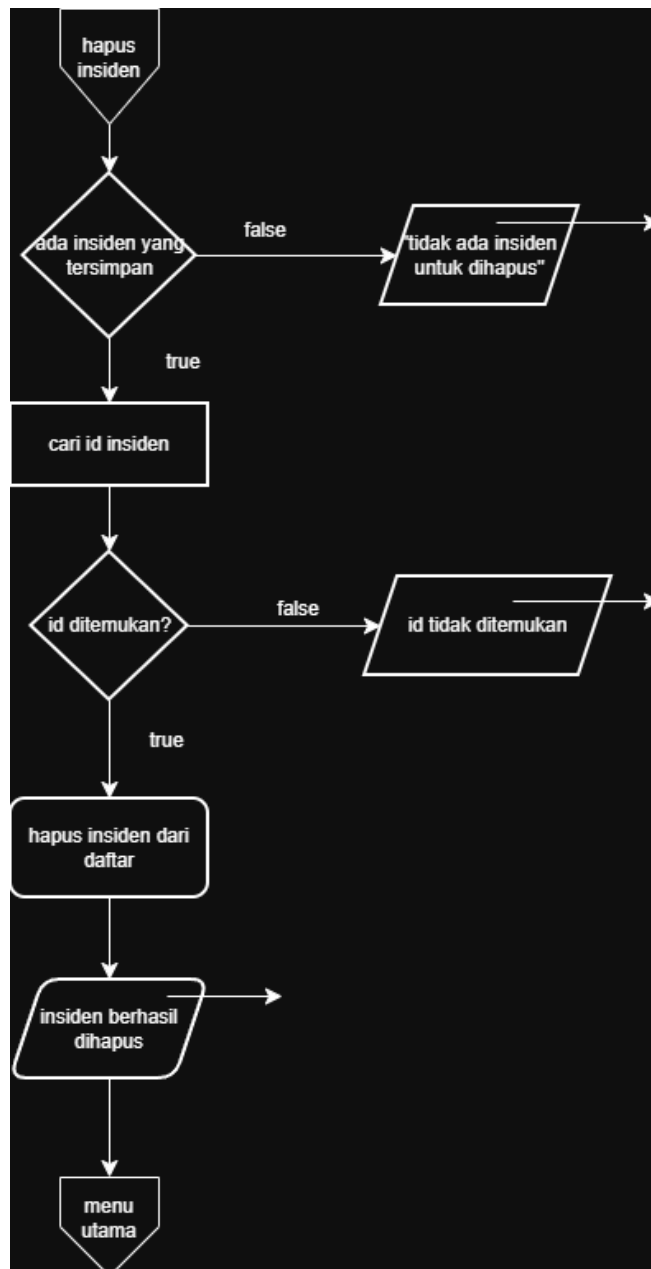 hapus
insiden
ada insiden yang
tersimpan
false
"tidak ada insiden
untuk dihapus"
true
cari id insiden
id ditemukan?
false
id tidak ditemukan
true
hapus insiden dari
daftar
insiden berhasil
dihapus
menu
utama